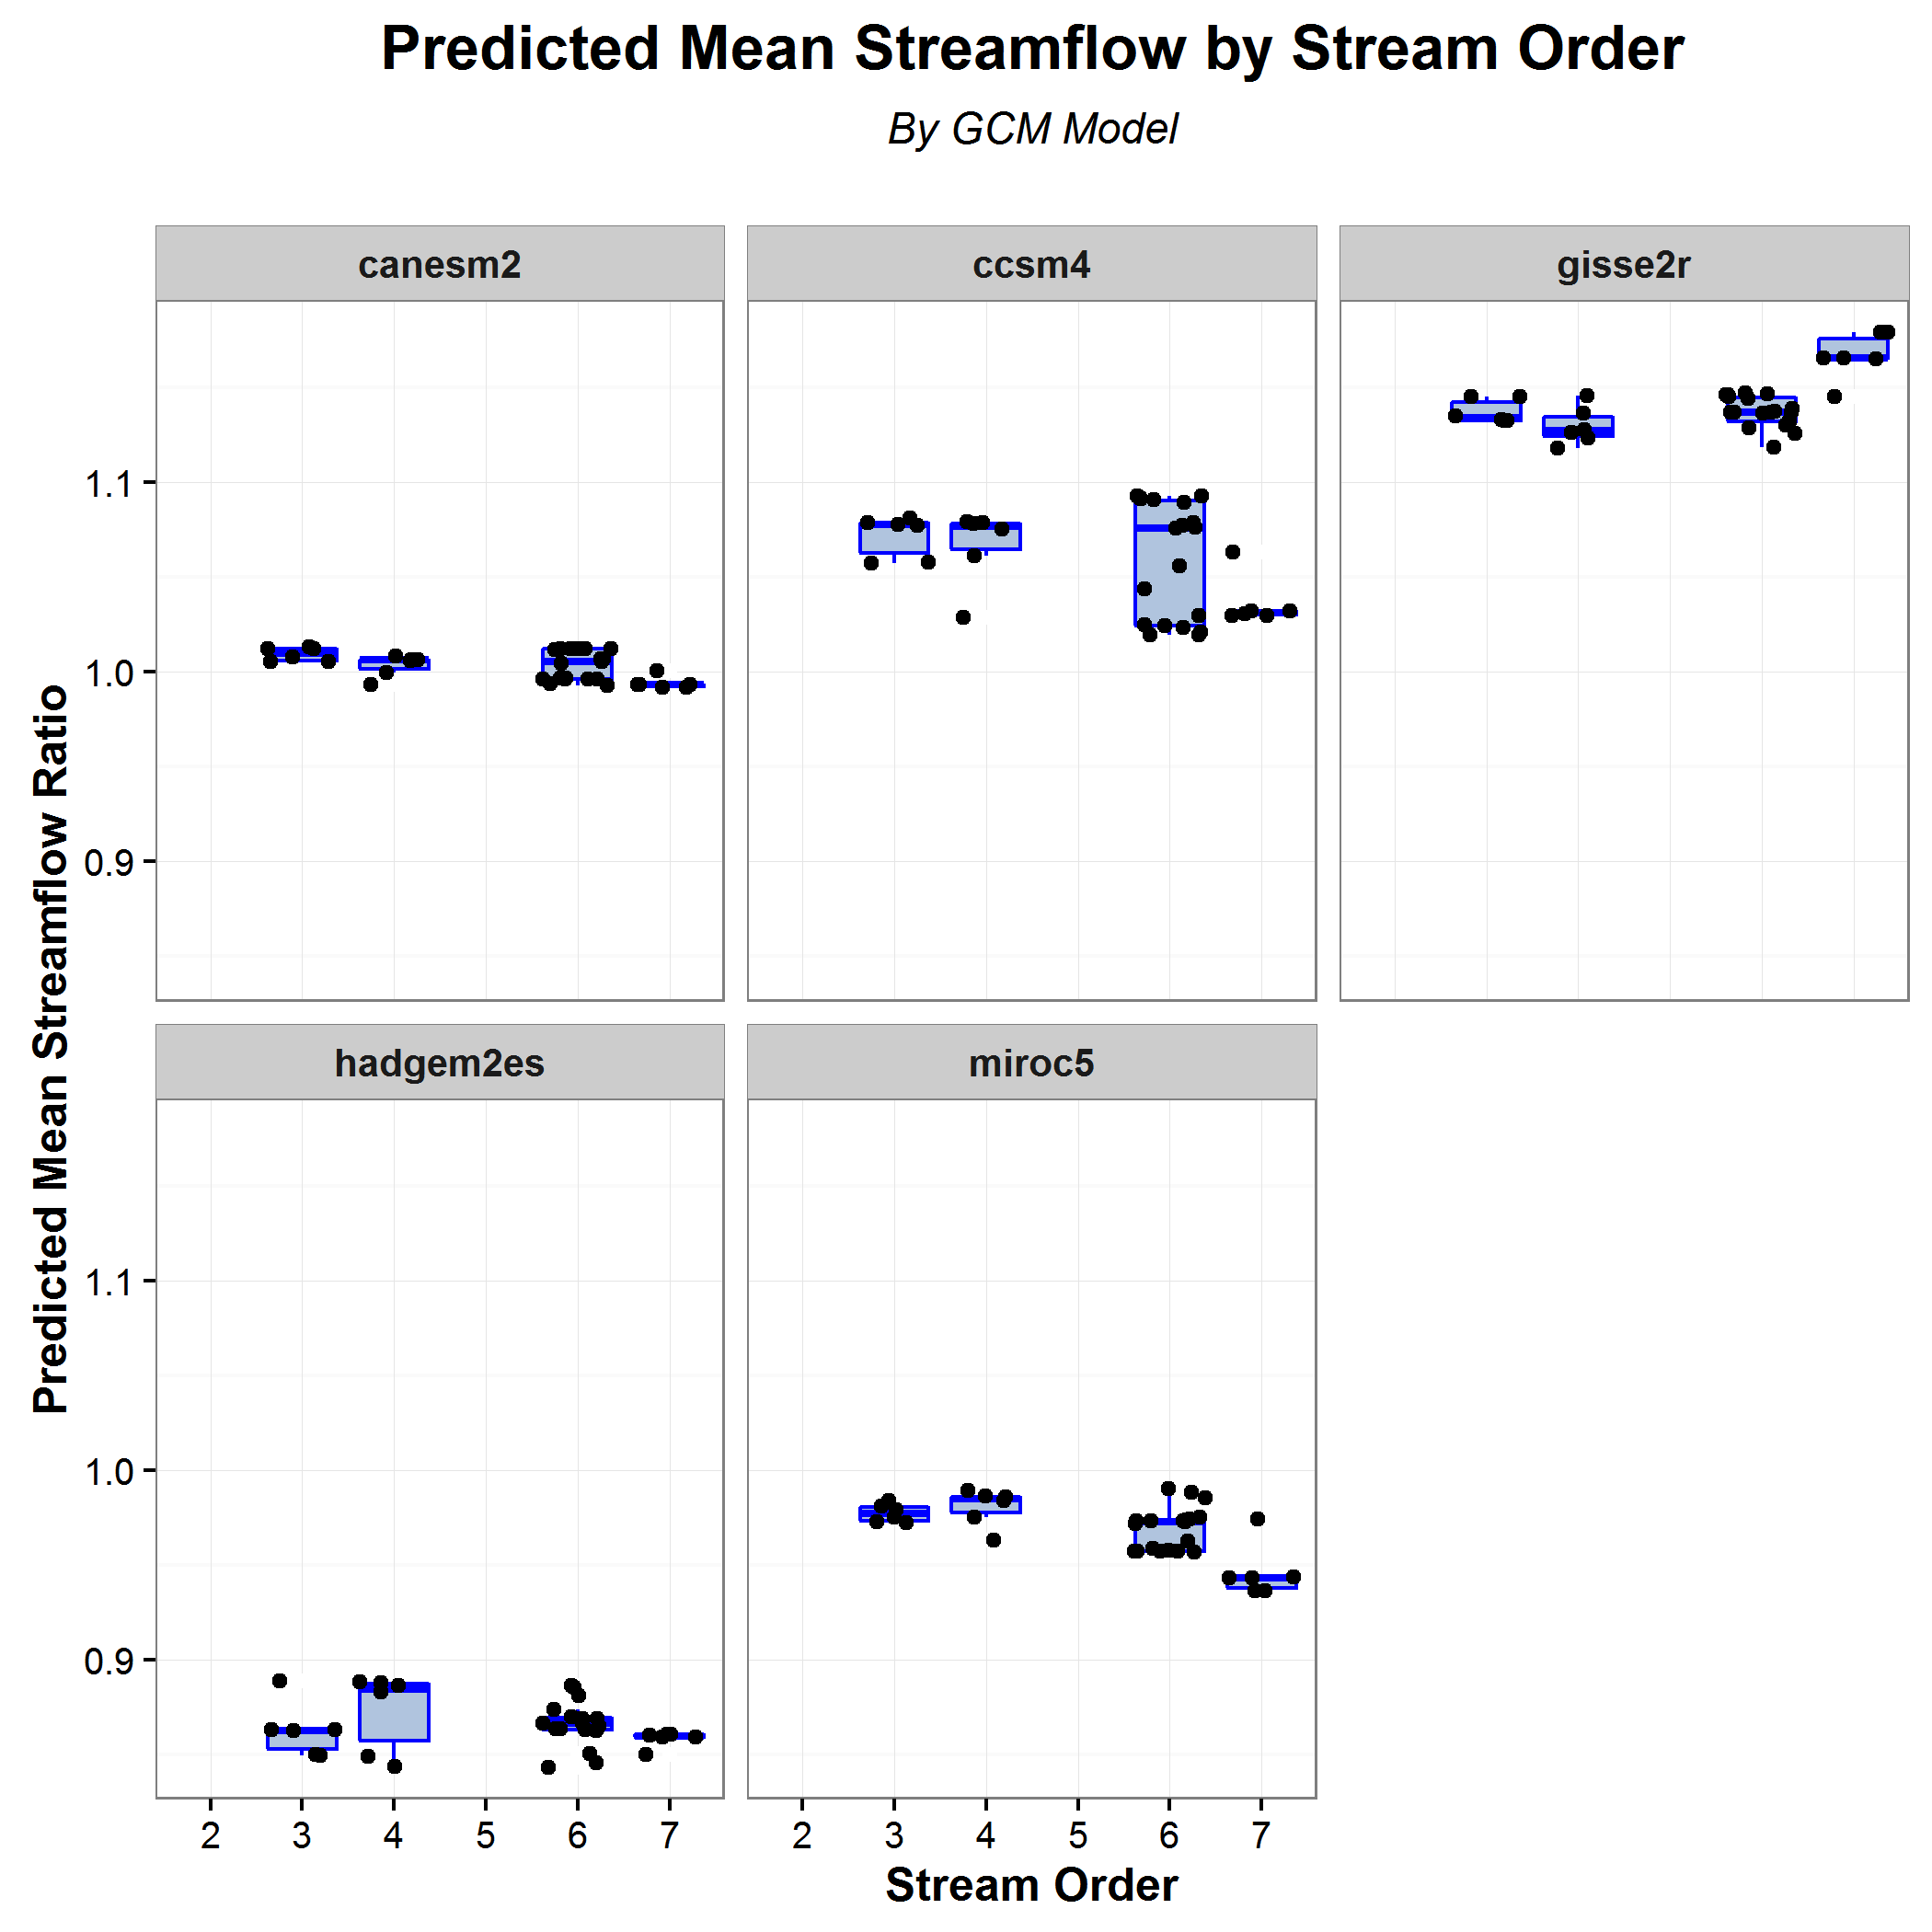 Predicted Mean Streamflow by Stream Order
By GCM Model
canesm2
ccsm4
gisse2r
1.1
1.0
0.9
Predicted Mean Streamflow Ratio
hadgem2es
miroc5
1.1
1.0
0.9
2 3 4 5 6 7
2 3 4 5 6 7
Stream Order